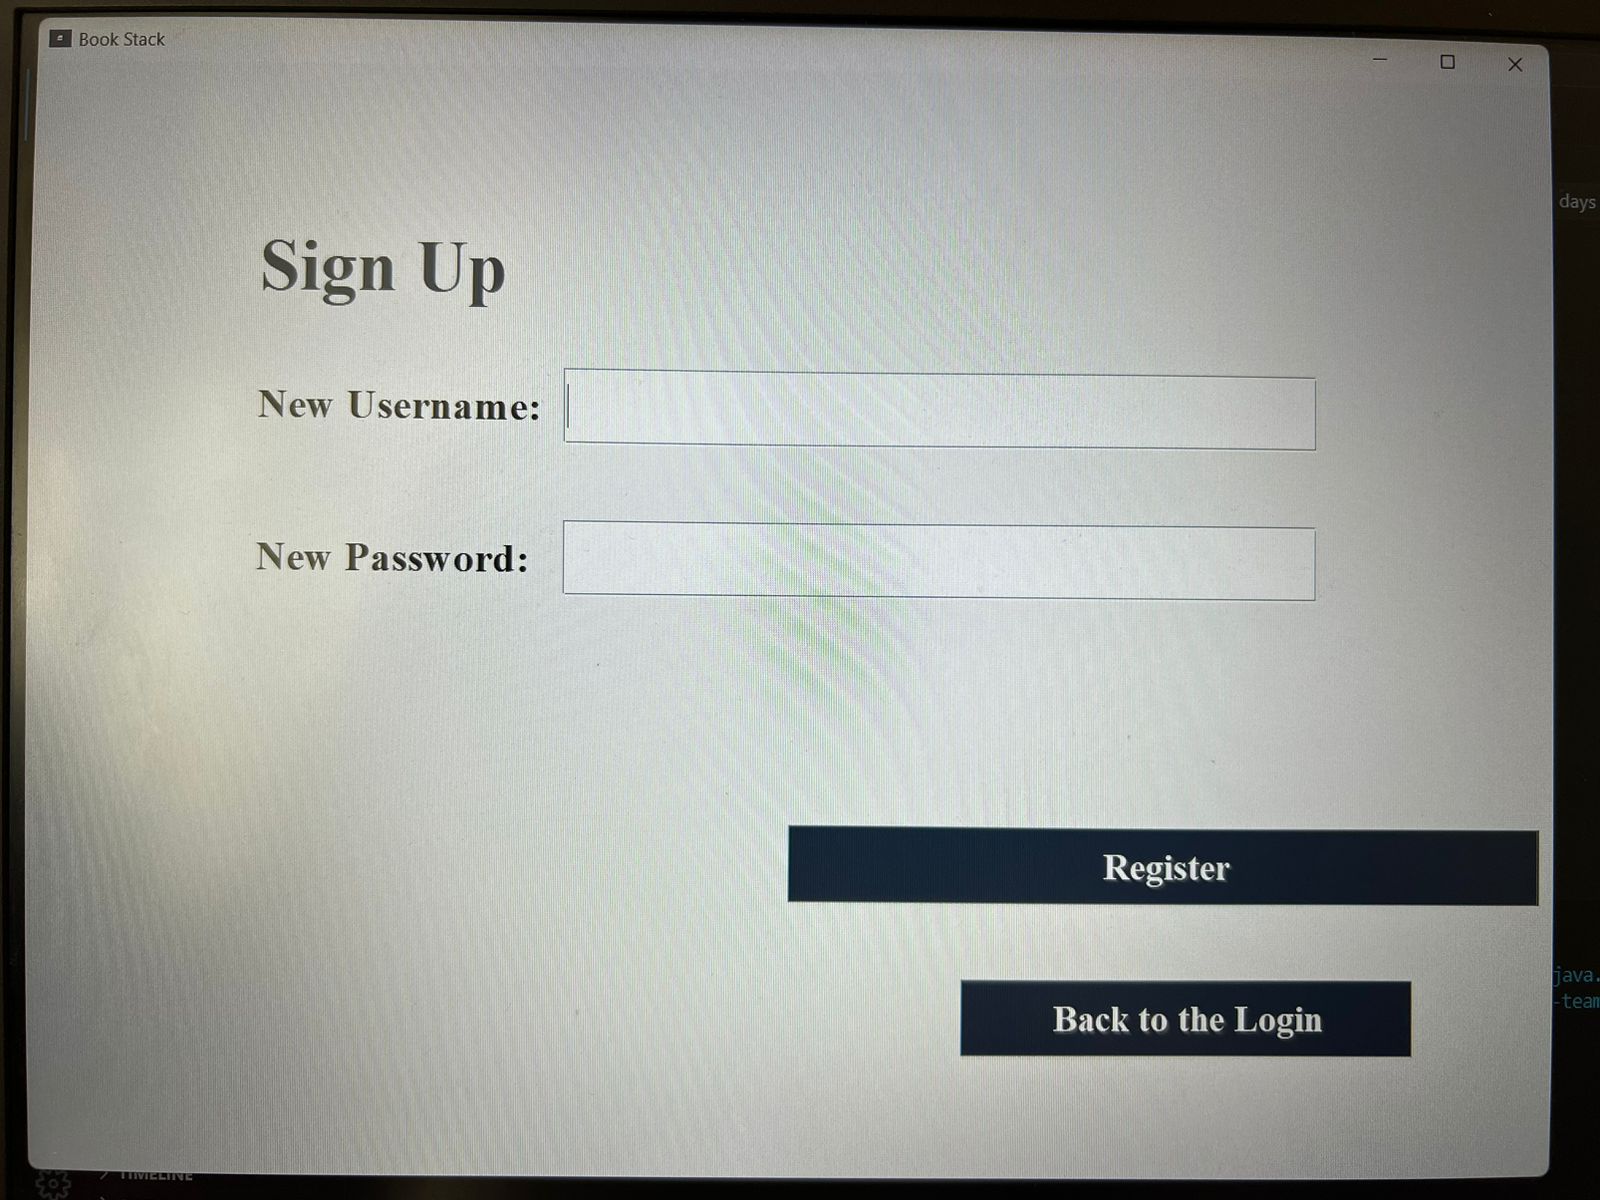 Book Stack
days
Sign Up
New Username:
New Password:
Register
java.
-team
Back to the Login
TIMELINE